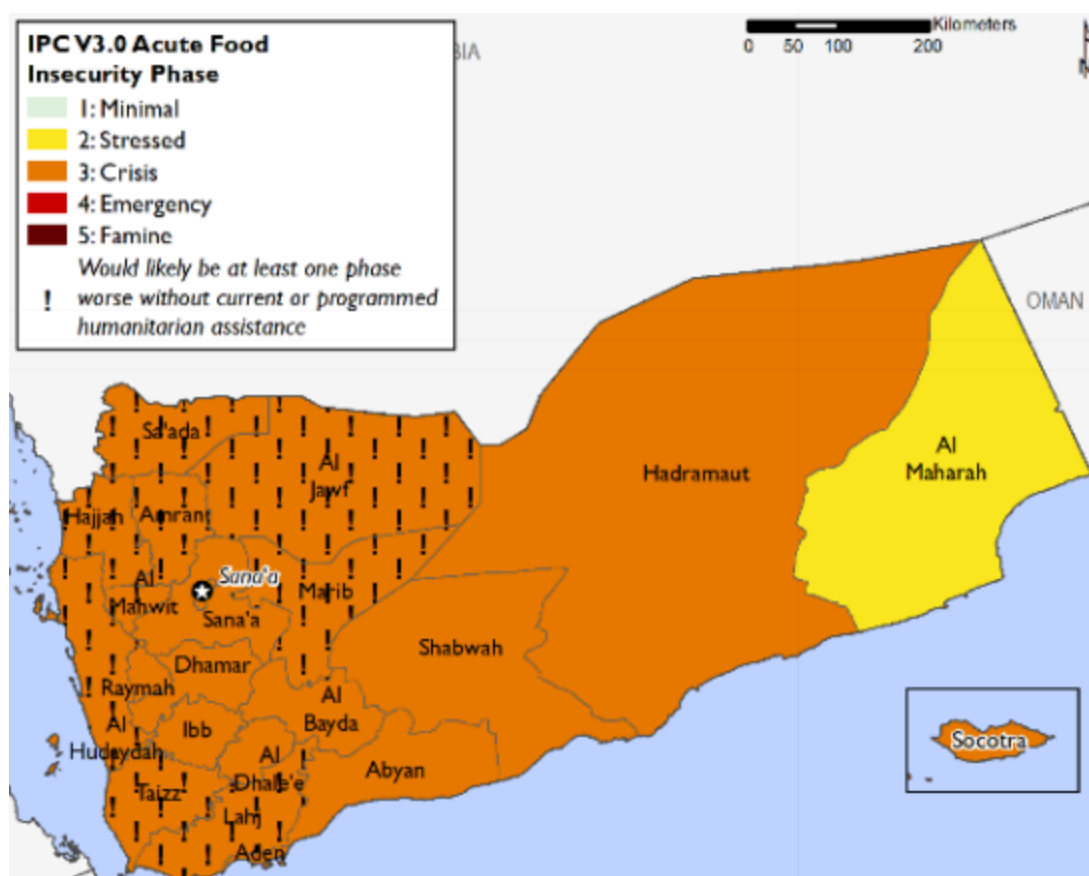 IPC V3.0 Acute Food
Insecurity Phase
1: Minimal
2: Stressed
3: Crisis
4: Emergency
5: Famine
Would likely be at least one phase
! worse without current or programmed
humanitarian assistance
BIA
Kilometers
0 50 100 200
N
OMAN
Sa'ada
Al
Jawf
Hadramaut
Al
Maharah
Hajjah
Amran
Al
Mahwit
Sana'a
Sana'a
Marib
Shabwah
Dhamar
Raymah
Al
Bayda
Al
Hudaydah
Ibb
Al
Dhale'e
Abyan
Taizz
Lahj
Aden
Socotra